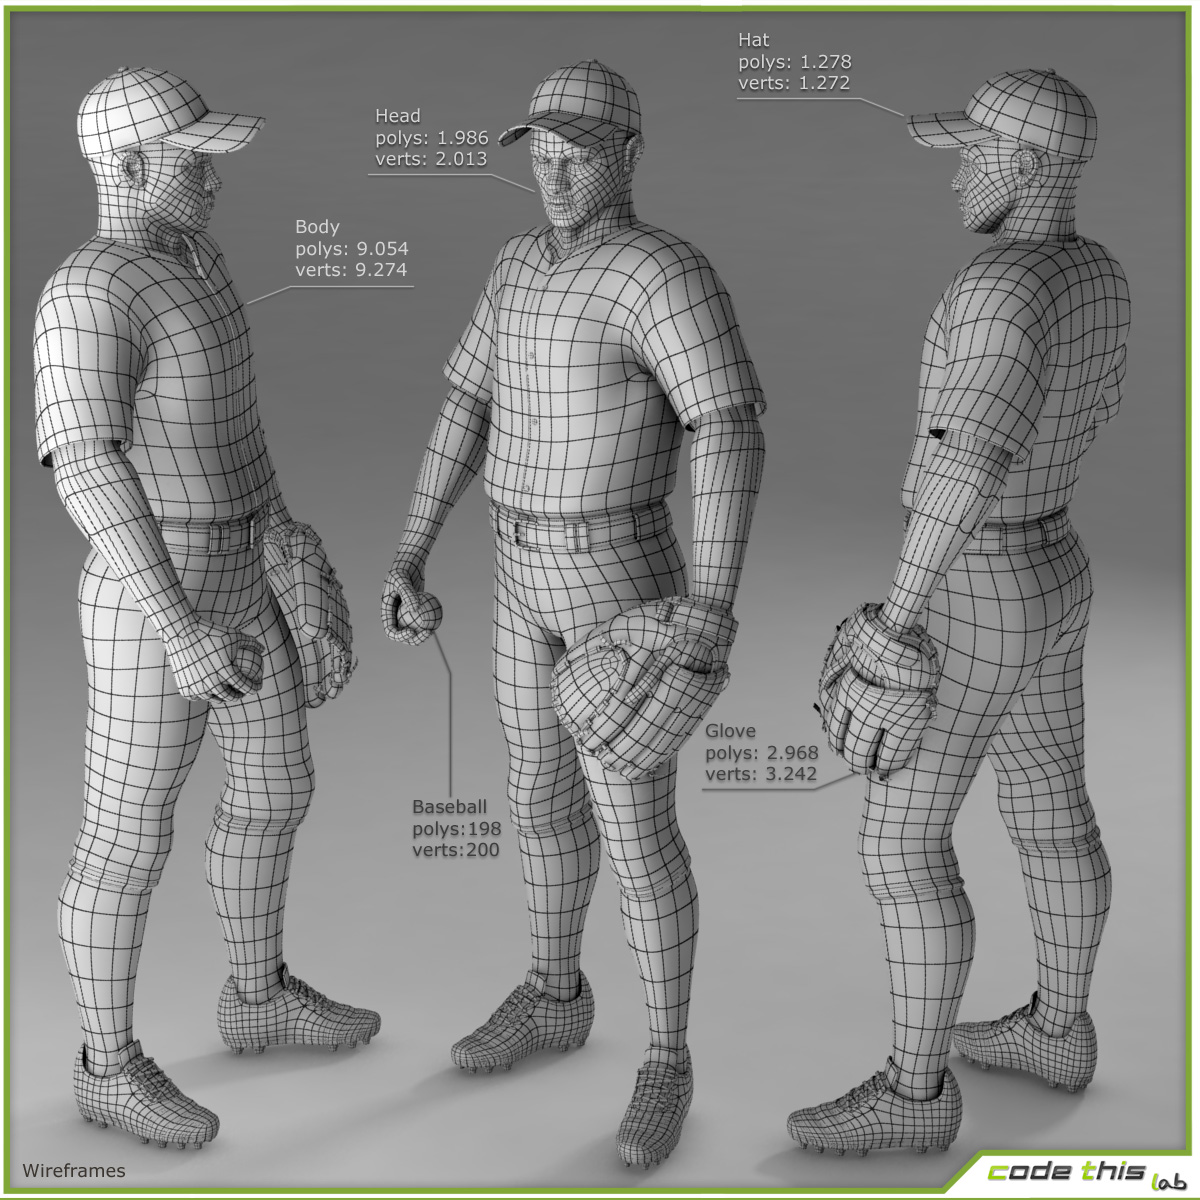 Hat
polys: 1.278
verts: 1.272
Head
polys: 1.986
verts: 2.013
Body
polys: 9.054
verts: 9.274
Glove
polys: 2.968
verts: 3.242
Baseball
polys:198
verts:200
Wireframes
code this
lab